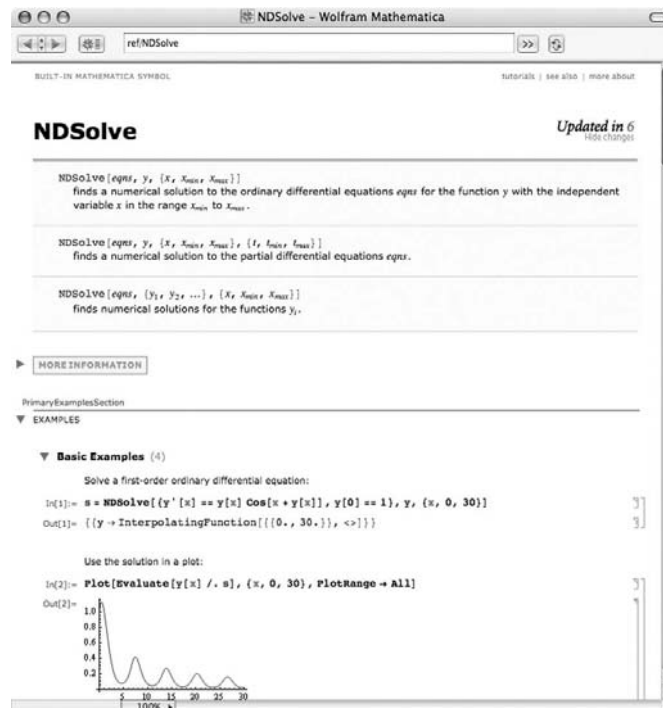 NDSolve – Wolfram Mathematica
ref/NDSolve
>>
BUILT-IN MATHEMATICA SYMBOL
tutorials | see also | more about
NDSolve
Updated in 6
Hide changes
NDSolve[eqns, y, {x, xmin, xmax}]
finds a numerical solution to the ordinary differential equations eqns for the function y with the independent
variable x in the range xmin to xmax.
NDSolve[eqns, y, {x, xmin, xmax}, {t, tmin, tmax}]
finds a numerical solution to the partial differential equations eqns.
NDSolve[eqns, {y1, y2, ...}, {x, xmin, xmax}]
finds numerical solutions for the functions yi.
MORE INFORMATION
PrimaryExamplesSection
EXAMPLES
Basic Examples (4)
Solve a first-order ordinary differential equation:
In[1]:= s = NDSolve[{y'[x] == y[x] Cos[x + y[x]], y[0] == 1}, y, {x, 0, 30}]
Out[1]= {{y → InterpolatingFunction[{{0., 30.}}, <>]}}
Use the solution in a plot:
In[2]:= Plot[Evaluate[y[x] /. s], {x, 0, 30}, PlotRange → All]
Out[2]=
1.0
0.8
0.6
0.4
0.2
5 10 15 20 25 30
100%